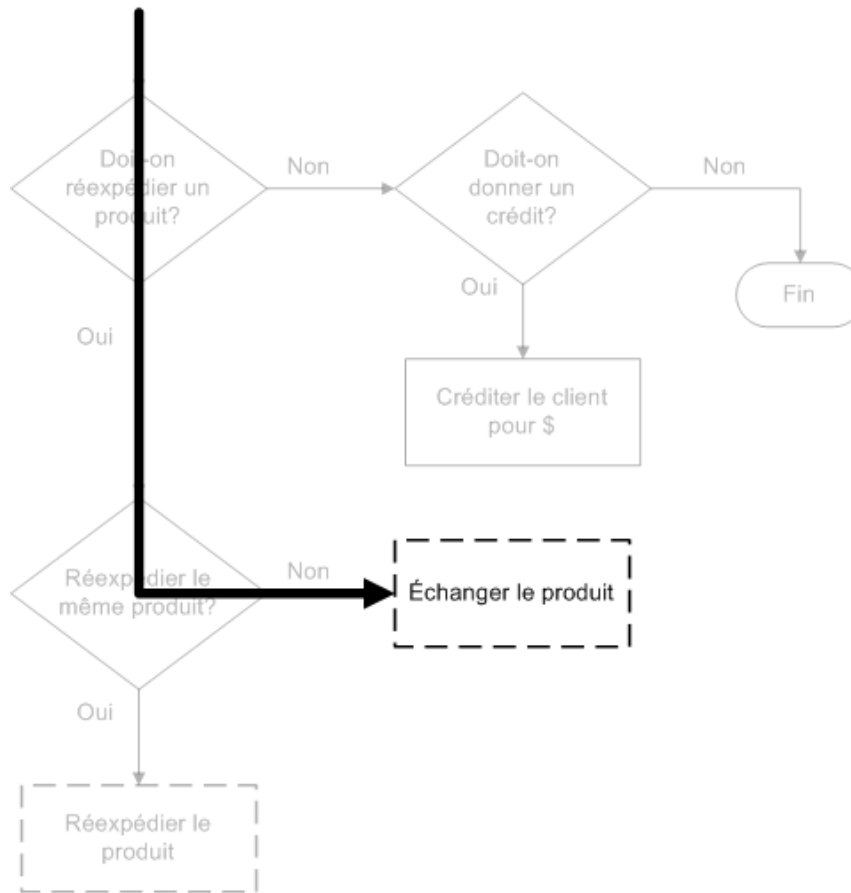 Doit-on
réexpédier un
produit?
Non
Doit-on
donner un
crédit?
Non
Oui
Oui
Fin
Créditer le client
pour $
Réexpédier le
même produit?
Non
Échanger le produit
Oui
Réexpédier le
produit